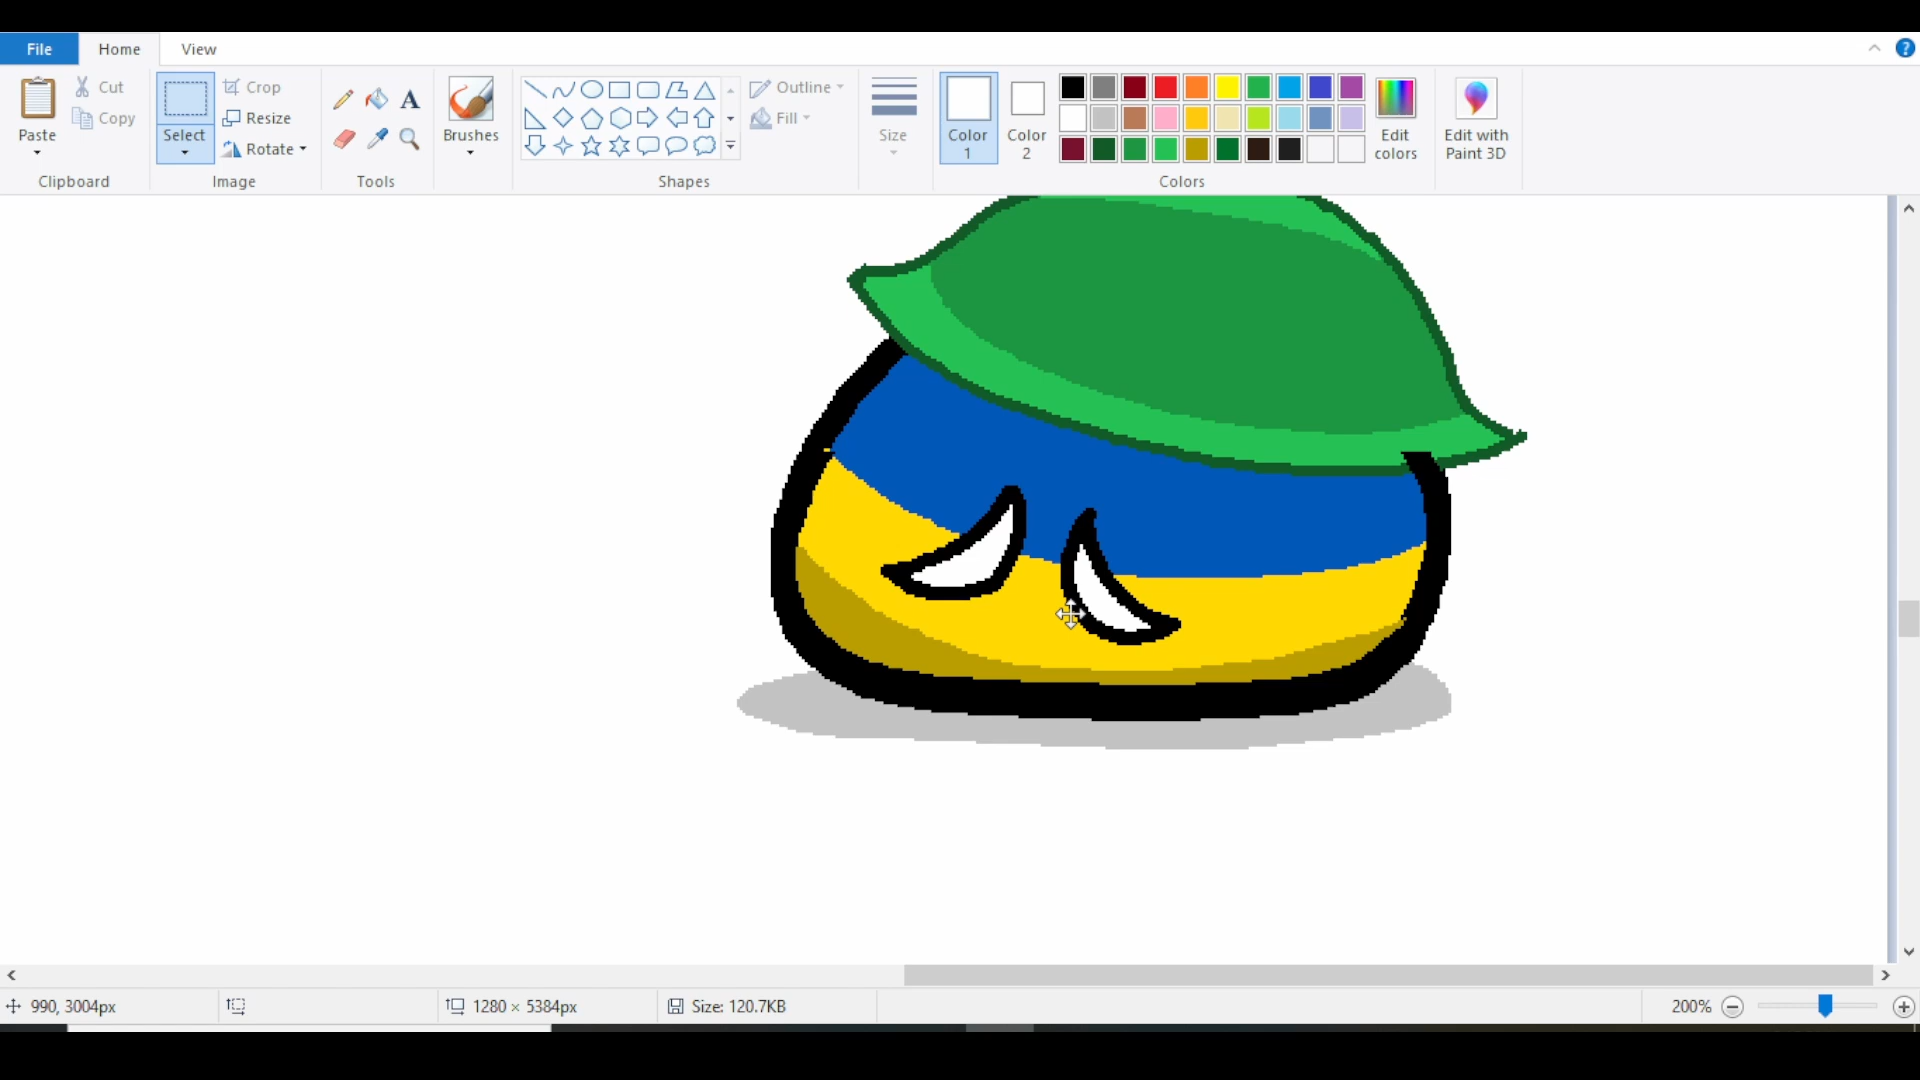 File Home View
?
Paste
Cut
Copy
Clipboard
Select
Crop
Resize
Rotate
Image
A
Tools
Brushes
Outline
Fill
Shapes
Size
Color 1
Color 2
Edit colors
Colors
Edit with Paint 3D
990, 3004px
1280 × 5384px
Size: 120.7KB
200%